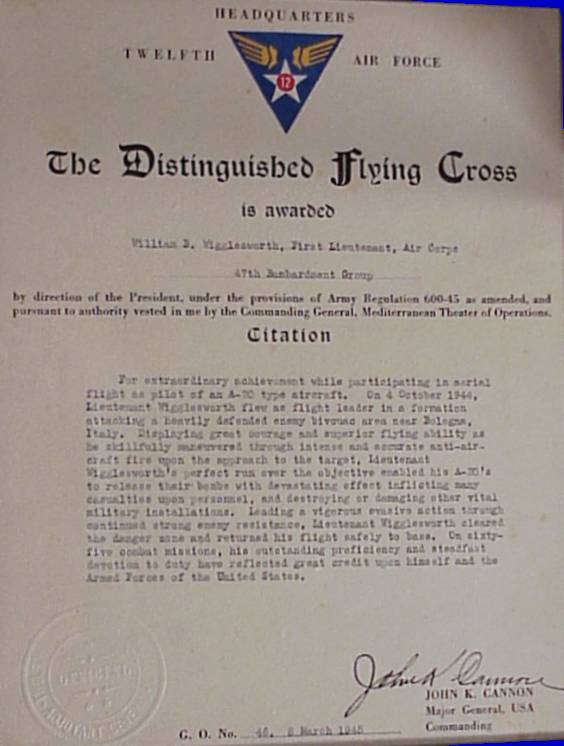 HEADQUARTERS
TWELFTH
12
AIR FORCE
The Distinguished Flying Cross
is awarded
William B. Wigglesworth, First Lieutenant, Air Corps
47th Bombardment Group
by direction of the President, under the provisions of Army Regulation 600-45 as amended, and
pursuant to authority vested in me by the Commanding General, Mediterranean Theater of Operations.
Citation
For extraordinary achievement while participating in aerial
flight as pilot of an A-20 type aircraft. On 4 October 1944,
Lieutenant Wigglesworth flew as flight leader in a formation
attacking a heavily defended enemy bivouac area near Bologna,
Italy. Displaying great courage and superior flying ability as
he skillfully maneuvered through intense and accurate anti-air-
craft fire upon the approach to the target, Lieutenant
Wigglesworth's perfect run over the objective enabled his A-20's
to release their bombs with devastating effect inflicting many
casualties upon personnel, and destroying or damaging other vital
military installations. Leading a vigorous evasive action through
continued strong enemy resistance, Lieutenant Wigglesworth cleared
the danger zone and returned his flight safely to base. On sixty-
five combat missions, his outstanding proficiency and steadfast
devotion to duty have reflected great credit upon himself and the
Armed Forces of the United States.
OFFICIAL
John K Cannon
JOHN K. CANNON
Major General, USA
Commanding
G. O. No. 46, March 1945